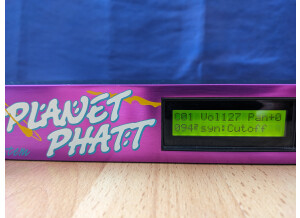 PLANET
PHATT
C01 Vol127 Pan+0
094#syn:Cutoff